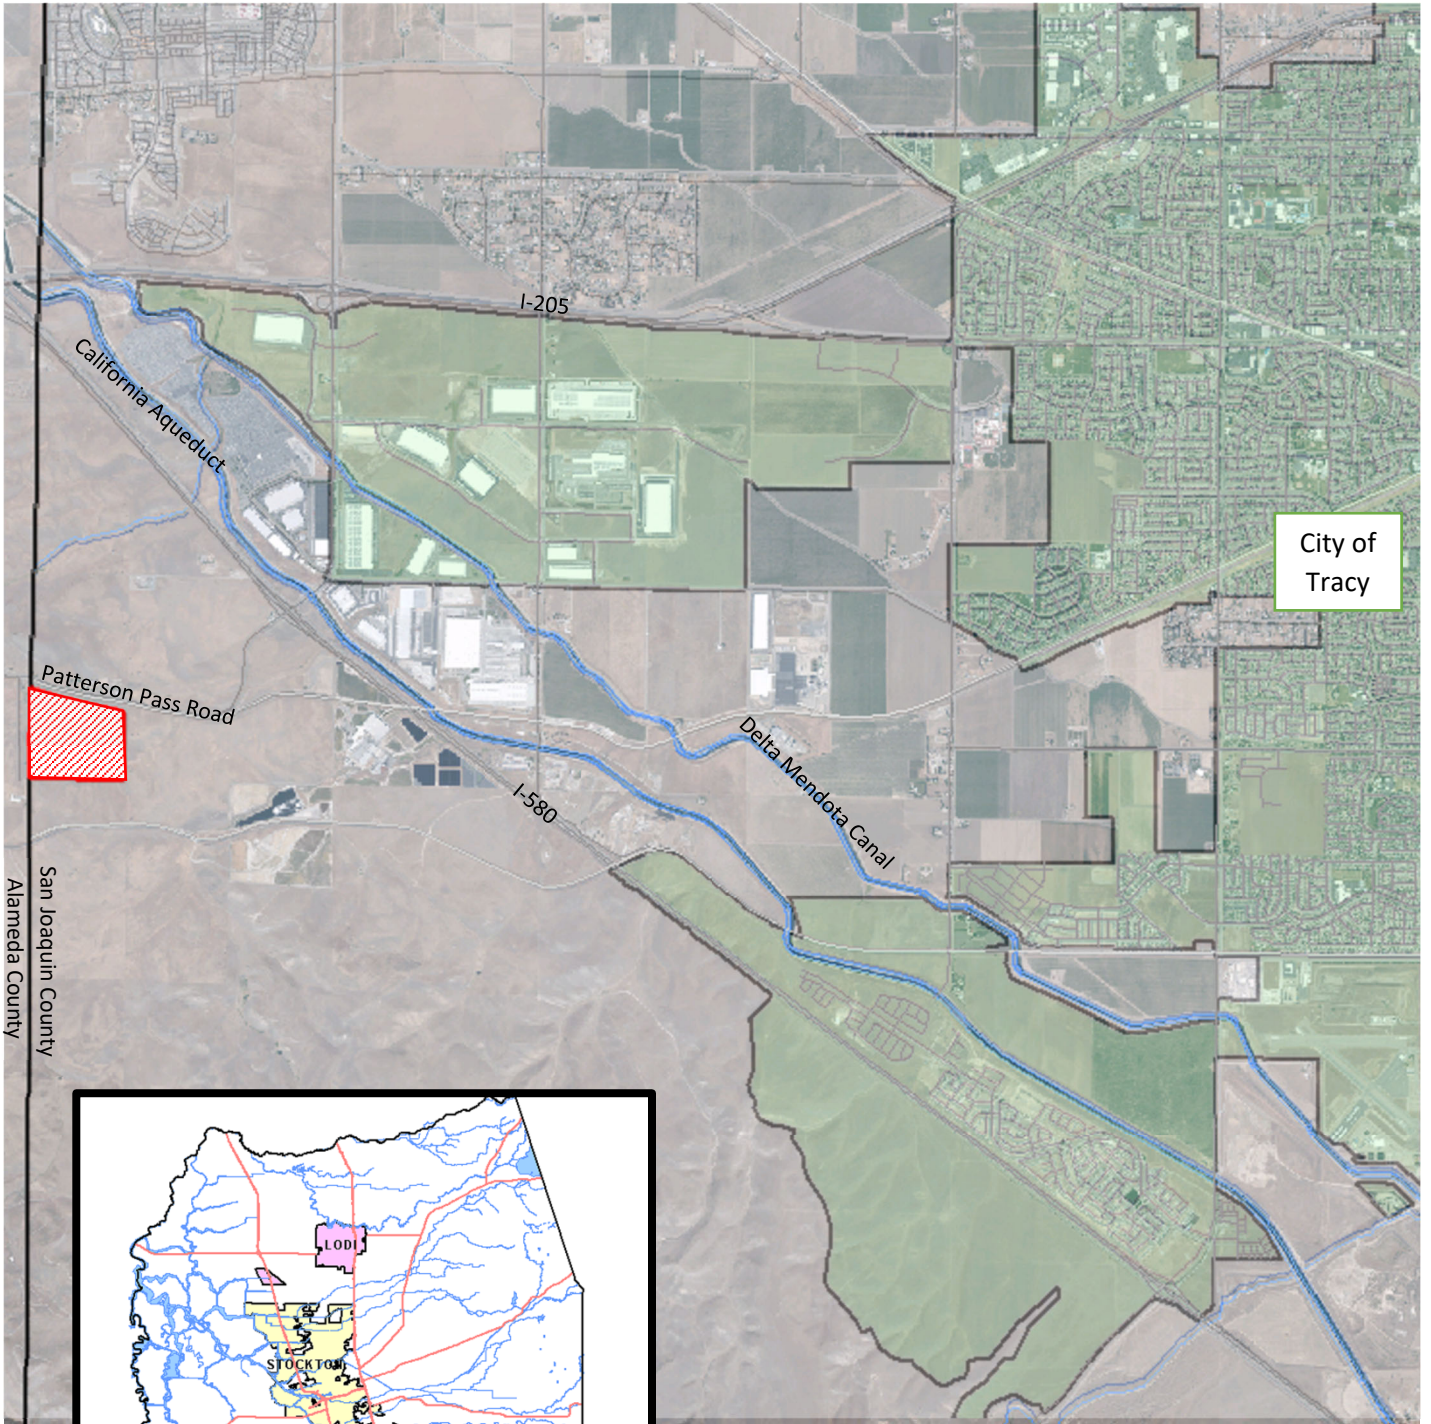 I-205
California Aqueduct
City of
Tracy
Patterson Pass Road
Delta Mendota Canal
I-580
San Joaquin County
Alameda County
LODI
STOCKTON